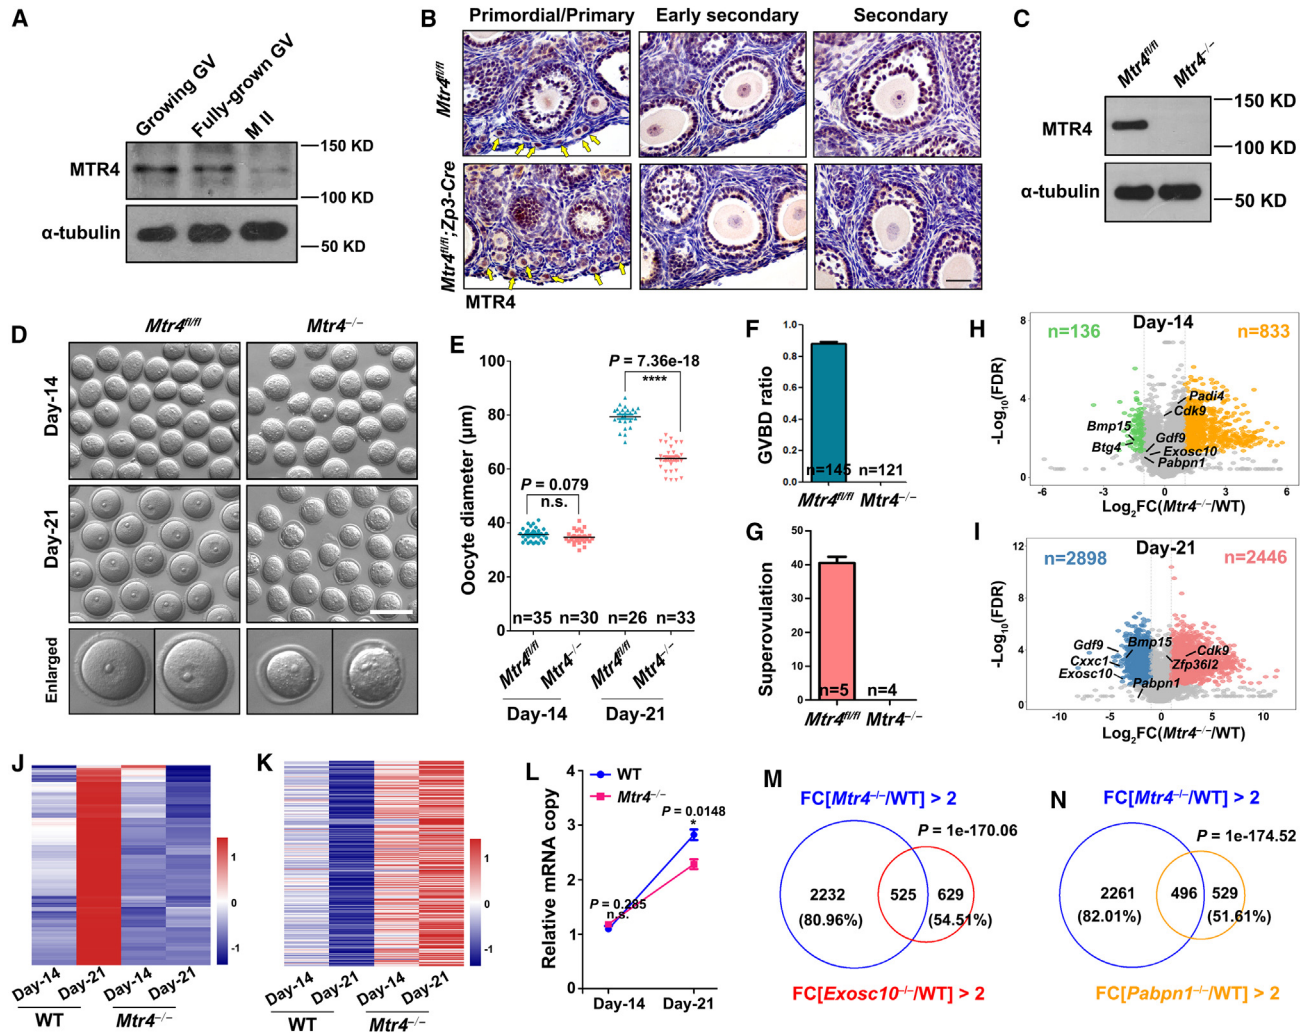 A
Growing GV
Fully-grown GV
M II
MTR4
150 KD
100 KD
α-tubulin
50 KD
B
Primordial/Primary
Early secondary
Secondary
Mtr4fl/fl
Mtr4fl/fl;Zp3-Cre
MTR4
C
Mtr4fl/fl
Mtr4−/−
MTR4
150 KD
100 KD
α-tubulin
50 KD
D
Mtr4fl/fl
Mtr4−/−
Day-14
Day-21
Enlarged
E
Oocyte diameter (μm)
100
80
60
40
20
0
P = 7.36e-18
****
P = 0.079
n.s.
n=35
n=30
n=26
n=33
Mtr4fl/fl
Mtr4−/−
Mtr4fl/fl
Mtr4−/−
Day-14
Day-21
F
GVBD ratio
1.0
0.8
0.6
0.4
0.2
0.0
n=145
n=121
Mtr4fl/fl
Mtr4−/−
G
Superovulation
50
40
30
20
10
0
n=5
n=4
Mtr4fl/fl
Mtr4−/−
H
Day-14
n=136
n=833
-Log10(FDR)
8
4
0
Padi4
Cdk9
Bmp15
Btg4
Gdf9
Exosc10
Pabpn1
-6
-3
0
3
6
Log2FC(Mtr4−/−/WT)
I
Day-21
n=2898
n=2446
-Log10(FDR)
12
8
4
0
Gdf9
Bmp15
Cdk9
Cxxc1
Zfp36l2
Exosc10
Pabpn1
-10
-5
0
5
10
Log2FC(Mtr4−/−/WT)
J
1
0
-1
Day-14
Day-21
Day-14
Day-21
WT
Mtr4−/−
K
1
0
-1
Day-14
Day-21
Day-14
Day-21
WT
Mtr4−/−
L
Relative mRNA copy
4
3
2
1
0
WT
Mtr4−/−
P = 0.0148
*
P = 0.285
n.s.
Day-14
Day-21
M
FC[Mtr4−/−/WT] > 2
P = 1e-170.06
2232
(80.96%)
525
629
(54.51%)
FC[Exosc10−/−/WT] > 2
N
FC[Mtr4−/−/WT] > 2
P = 1e-174.52
2261
(82.01%)
496
529
(51.61%)
FC[Pabpn1−/−/WT] > 2